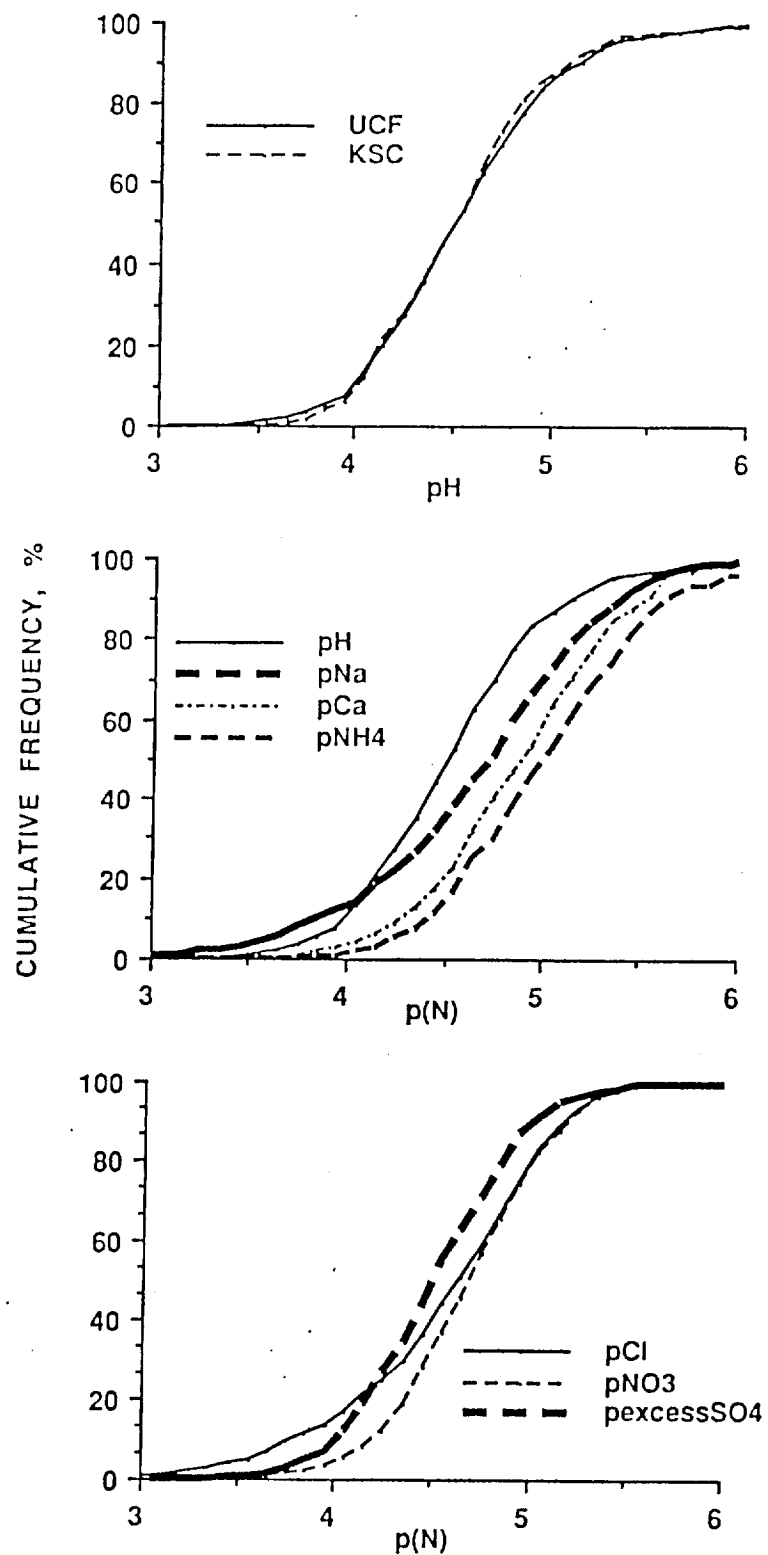 100
80
60
40
20
0
UCF
KSC
3 4 5 6
pH
CUMULATIVE FREQUENCY, %
100
80
60
40
20
0
pH
pNa
pCa
pNH4
3 4 5 6
p(N)
100
80
60
40
20
0
pCl
pNO3
pexcessSO4
3 4 5 6
p(N)